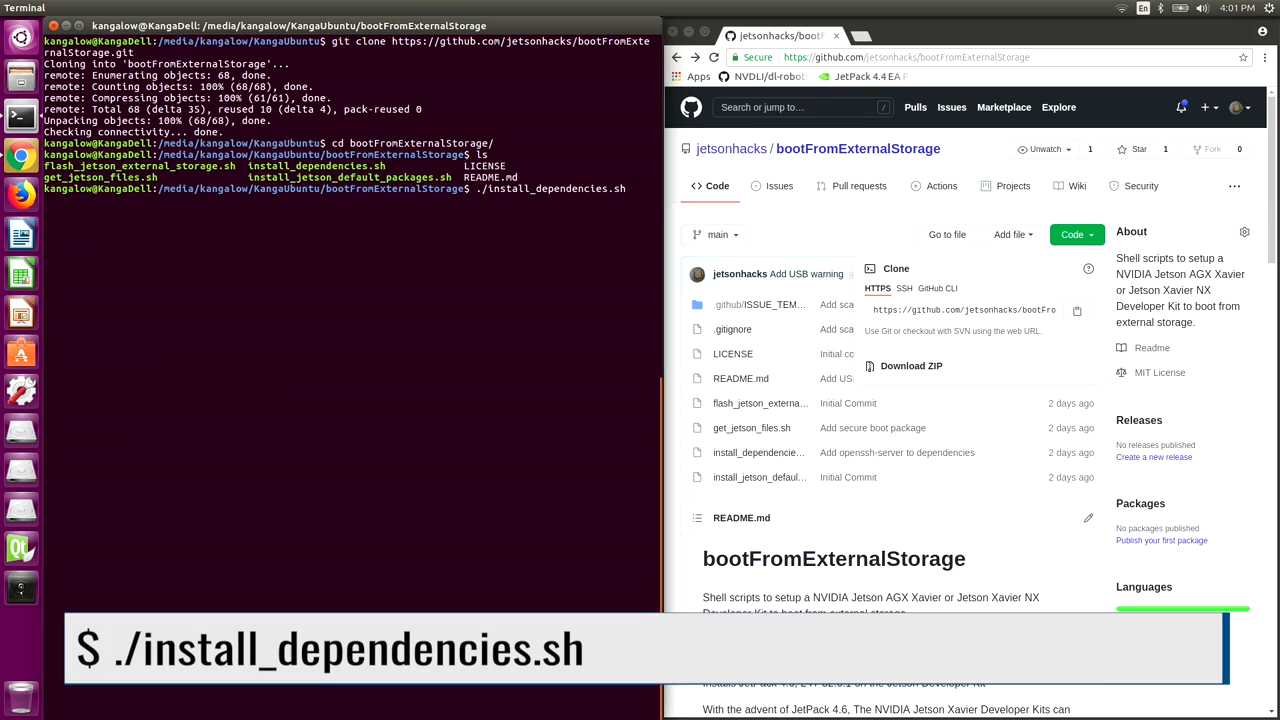 Terminal
En
4:01 PM
kangalow@KangaDell: /media/kangalow/KangaUbuntu/bootFromExternalStorage
kangalow@KangaDell:/media/kangalow/KangaUbuntu$ git clone https://github.com/jetsonhacks/bootFromExte
rnalStorage.git
Cloning into 'bootFromExternalStorage'...
remote: Enumerating objects: 68, done.
remote: Counting objects: 100% (68/68), done.
remote: Compressing objects: 100% (61/61), done.
remote: Total 68 (delta 35), reused 10 (delta 4), pack-reused 0
Unpacking objects: 100% (68/68), done.
Checking connectivity... done.
kangalow@KangaDell:/media/kangalow/KangaUbuntu$ cd bootFromExternalStorage/
kangalow@KangaDell:/media/kangalow/KangaUbuntu/bootFromExternalStorage$ ls
flash_jetson_external_storage.sh install_dependencies.sh LICENSE
get_jetson_files.sh install_jetson_default_packages.sh README.md
kangalow@KangaDell:/media/kangalow/KangaUbuntu/bootFromExternalStorage$ ./install_dependencies.sh
jetsonhacks/bootF
Secure https://github.com/jetsonhacks/bootFromExternalStorage
Apps NVDLI/dl-roboti JetPack 4.4 EA P
Search or jump to… /
Pulls Issues Marketplace Explore
jetsonhacks / bootFromExternalStorage
Unwatch 1 Star 1 Fork 0
Code Issues Pull requests Actions Projects Wiki Security
main Go to file Add file Code
About
jetsonhacks Add USB warning
Clone
HTTPS SSH GitHub CLI
https://github.com/jetsonhacks/bootFro
Use Git or checkout with SVN using the web URL.
Download ZIP
.github/ISSUE_TEM… Add sca
.gitignore Add sca
LICENSE Initial co
README.md Add US
flash_jetson_externa… Initial Commit 2 days ago
get_jetson_files.sh Add secure boot package 2 days ago
install_dependencie… Add openssh-server to dependencies 2 days ago
install_jetson_defaul… Initial Commit 2 days ago
Shell scripts to setup a
NVIDIA Jetson AGX Xavier
or Jetson Xavier NX
Developer Kit to boot from
external storage.
Readme
MIT License
Releases
No releases published
Create a new release
Packages
No packages published
Publish your first package
Languages
README.md
bootFromExternalStorage
Shell scripts to setup a NVIDIA Jetson AGX Xavier or Jetson Xavier NX
Developer Kit to boot from external storage
$ ./install_dependencies.sh
With the advent of JetPack 4.6, The NVIDIA Jetson Xavier Developer Kits can